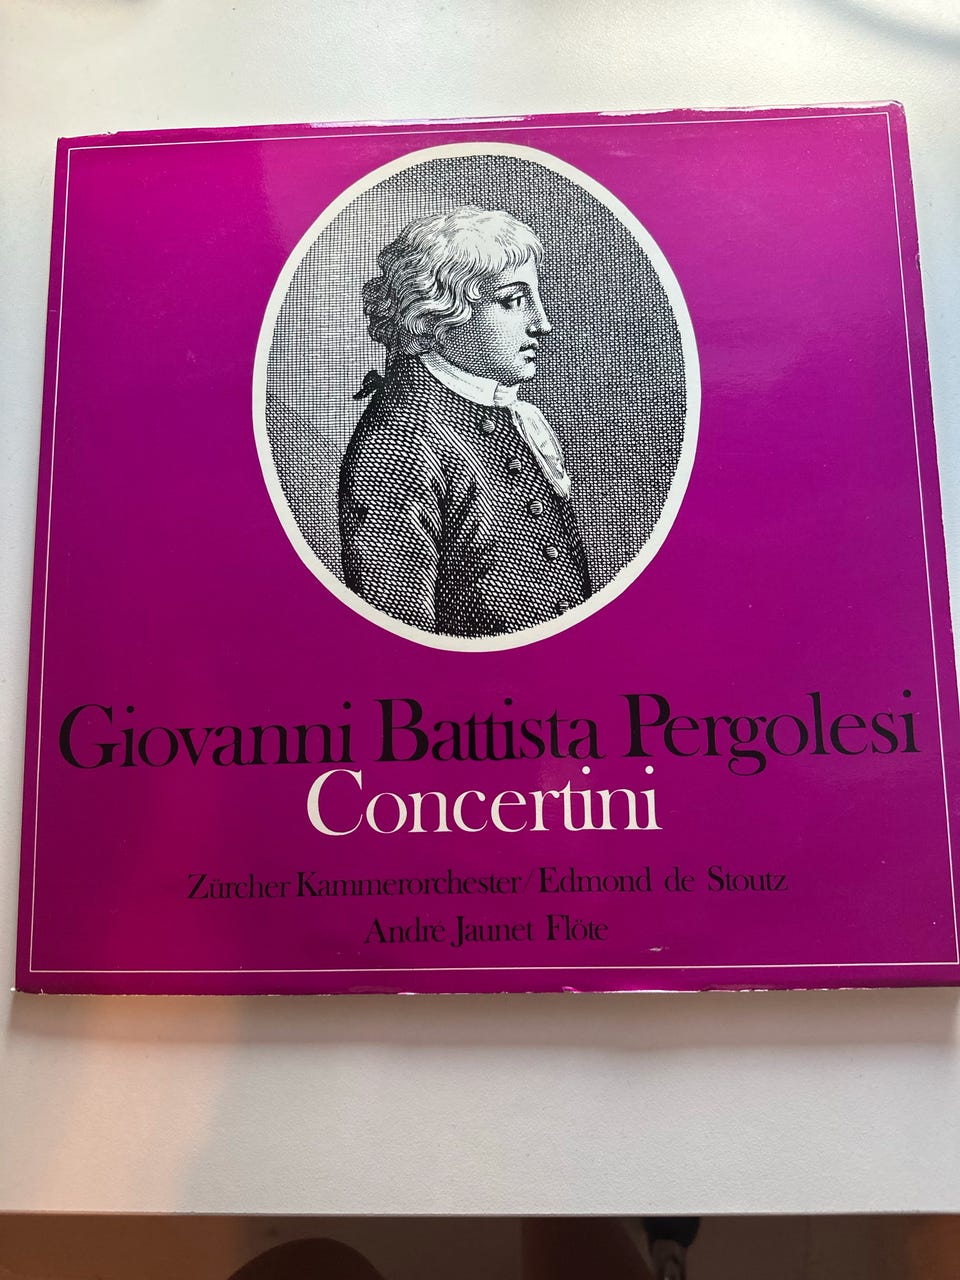 Giovanni Battista Pergolesi
Concertini
Zürcher Kammerorchester/Edmond de Stoutz
André Jaunet Flöte